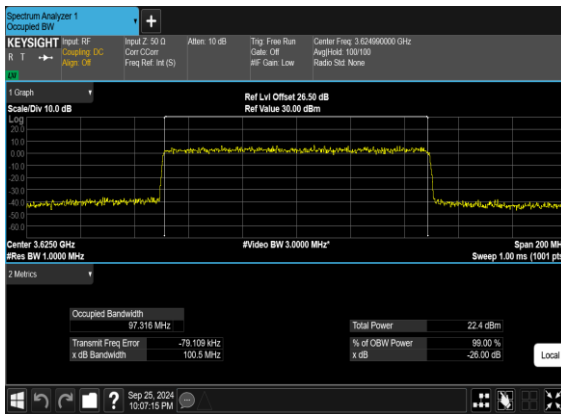 Spectrum Analyzer 1
Occupied BW
KEYSIGHT
R T
Input: RF
Coupling: DC
Align: Off
Input Z: 50 Ω
Corr CCorr
Freq Ref: Int (S)
Atten: 10 dB
Trig: Free Run
Gate: Off
#IF Gain: Low
Center Freq: 3.624990000 GHz
Avg|Hold: 100/100
Radio Std: None
1 Graph
Scale/Div 10.0 dB
Ref Lvl Offset 26.50 dB
Ref Value 30.00 dBm
Log
20.0
10.0
0.00
-10.0
-20.0
-30.0
-40.0
-50.0
-60.0
Center 3.6250 GHz
#Video BW 3.0000 MHz*
Span 200 MH
#Res BW 1.0000 MHz
Sweep 1.00 ms (1001 pts
2 Metrics
Occupied Bandwidth
97.316 MHz
Total Power 22.4 dBm
Transmit Freq Error -79.109 kHz
% of OBW Power 99.00 %
x dB Bandwidth 100.5 MHz
x dB -26.00 dB
Local
Sep 25, 2024
10:07:15 PM